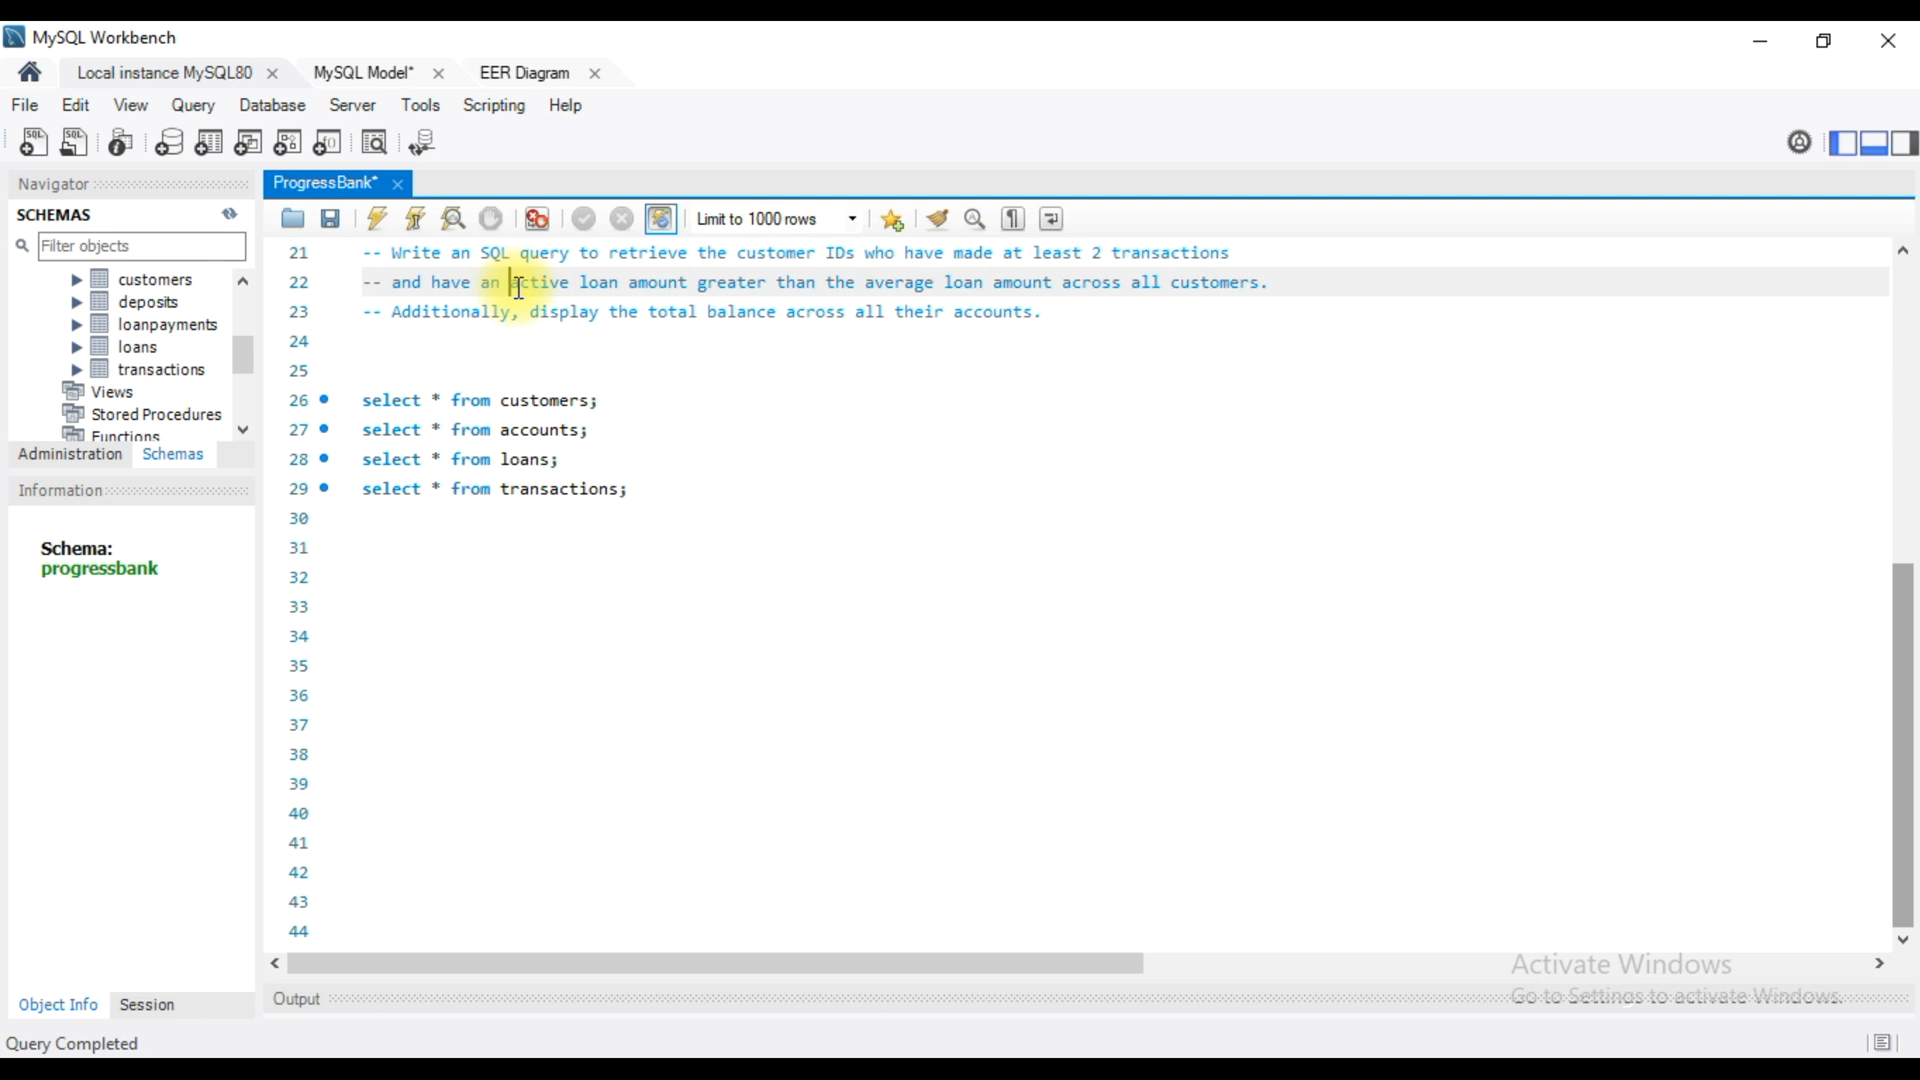 MySQL Workbench
Local instance MySQL80
MySQL Model*
EER Diagram
File Edit View Query Database Server Tools Scripting Help
Navigator
ProgressBank*
SCHEMAS
Filter objects
Limit to 1000 rows
customers
deposits
loanpayments
loans
transactions
Views
Stored Procedures
Functions
Administration Schemas
Information
Schema:
progressbank
Object Info Session
21 -- Write an SQL query to retrieve the customer IDs who have made at least 2 transactions
22 -- and have an active loan amount greater than the average loan amount across all customers.
23 -- Additionally, display the total balance across all their accounts.
24
25
26 select * from customers;
27 select * from accounts;
28 select * from loans;
29 select * from transactions;
30
31
32
33
34
35
36
37
38
39
40
41
42
43
44
Activate Windows
Go to Settings to activate Windows.
Output
Query Completed